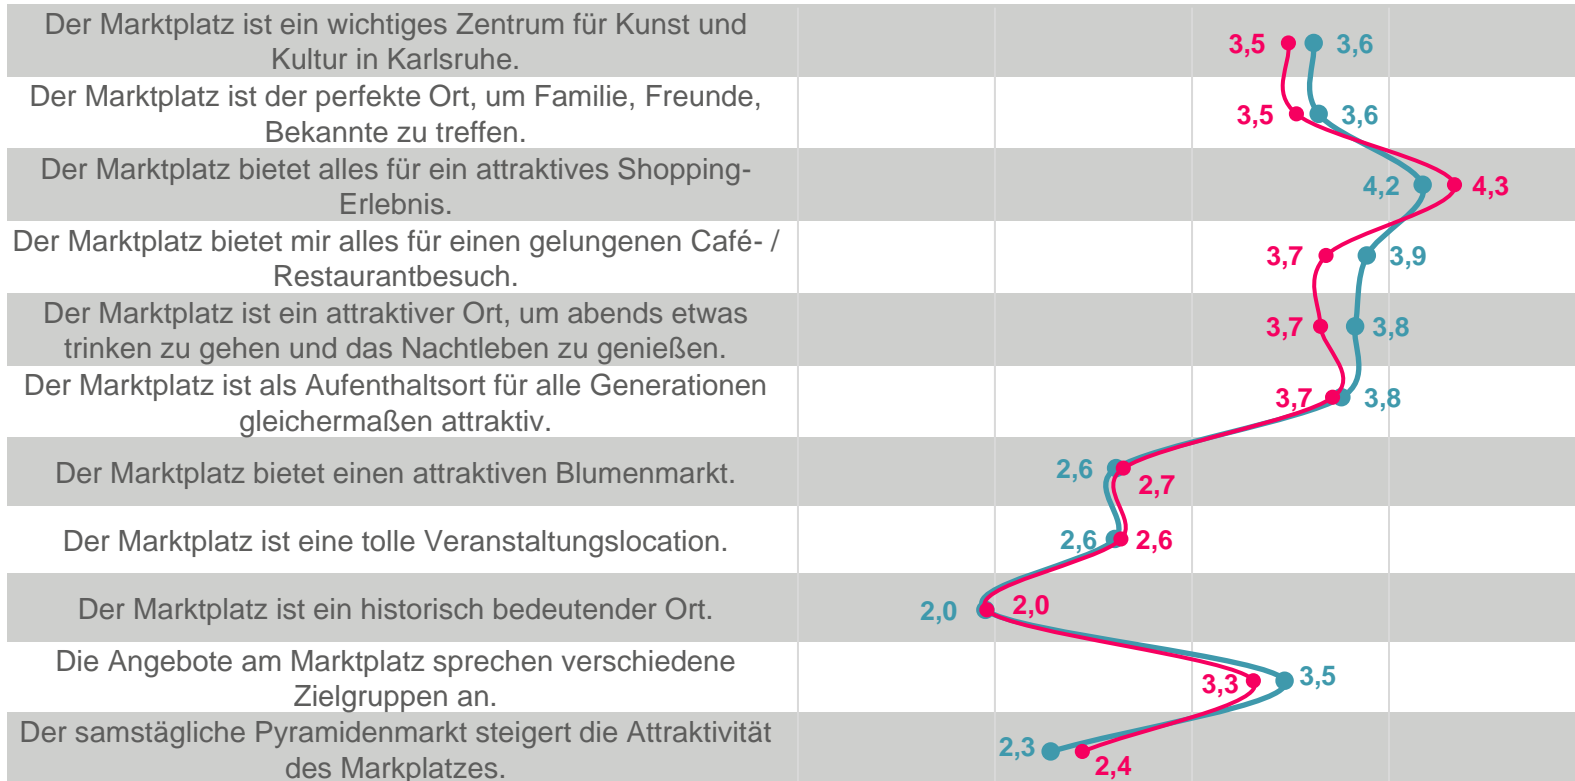 Der Marktplatz ist ein wichtiges Zentrum für Kunst und
Kultur in Karlsruhe.
3,5
3,6
Der Marktplatz ist der perfekte Ort, um Familie, Freunde,
Bekannte zu treffen.
3,5
3,6
Der Marktplatz bietet alles für ein attraktives Shopping-
Erlebnis.
4,2
4,3
Der Marktplatz bietet mir alles für einen gelungenen Café- /
Restaurantbesuch.
3,7
3,9
Der Marktplatz ist ein attraktiver Ort, um abends etwas
trinken zu gehen und das Nachtleben zu genießen.
3,7
3,8
Der Marktplatz ist als Aufenthaltsort für alle Generationen
gleichermaßen attraktiv.
3,7
3,8
Der Marktplatz bietet einen attraktiven Blumenmarkt.
2,6
2,7
Der Marktplatz ist eine tolle Veranstaltungslocation.
2,6
2,6
Der Marktplatz ist ein historisch bedeutender Ort.
2,0
2,0
Die Angebote am Marktplatz sprechen verschiedene
Zielgruppen an.
3,3
3,5
Der samstägliche Pyramidenmarkt steigert die Attraktivität
des Markplatzes.
2,3
2,4